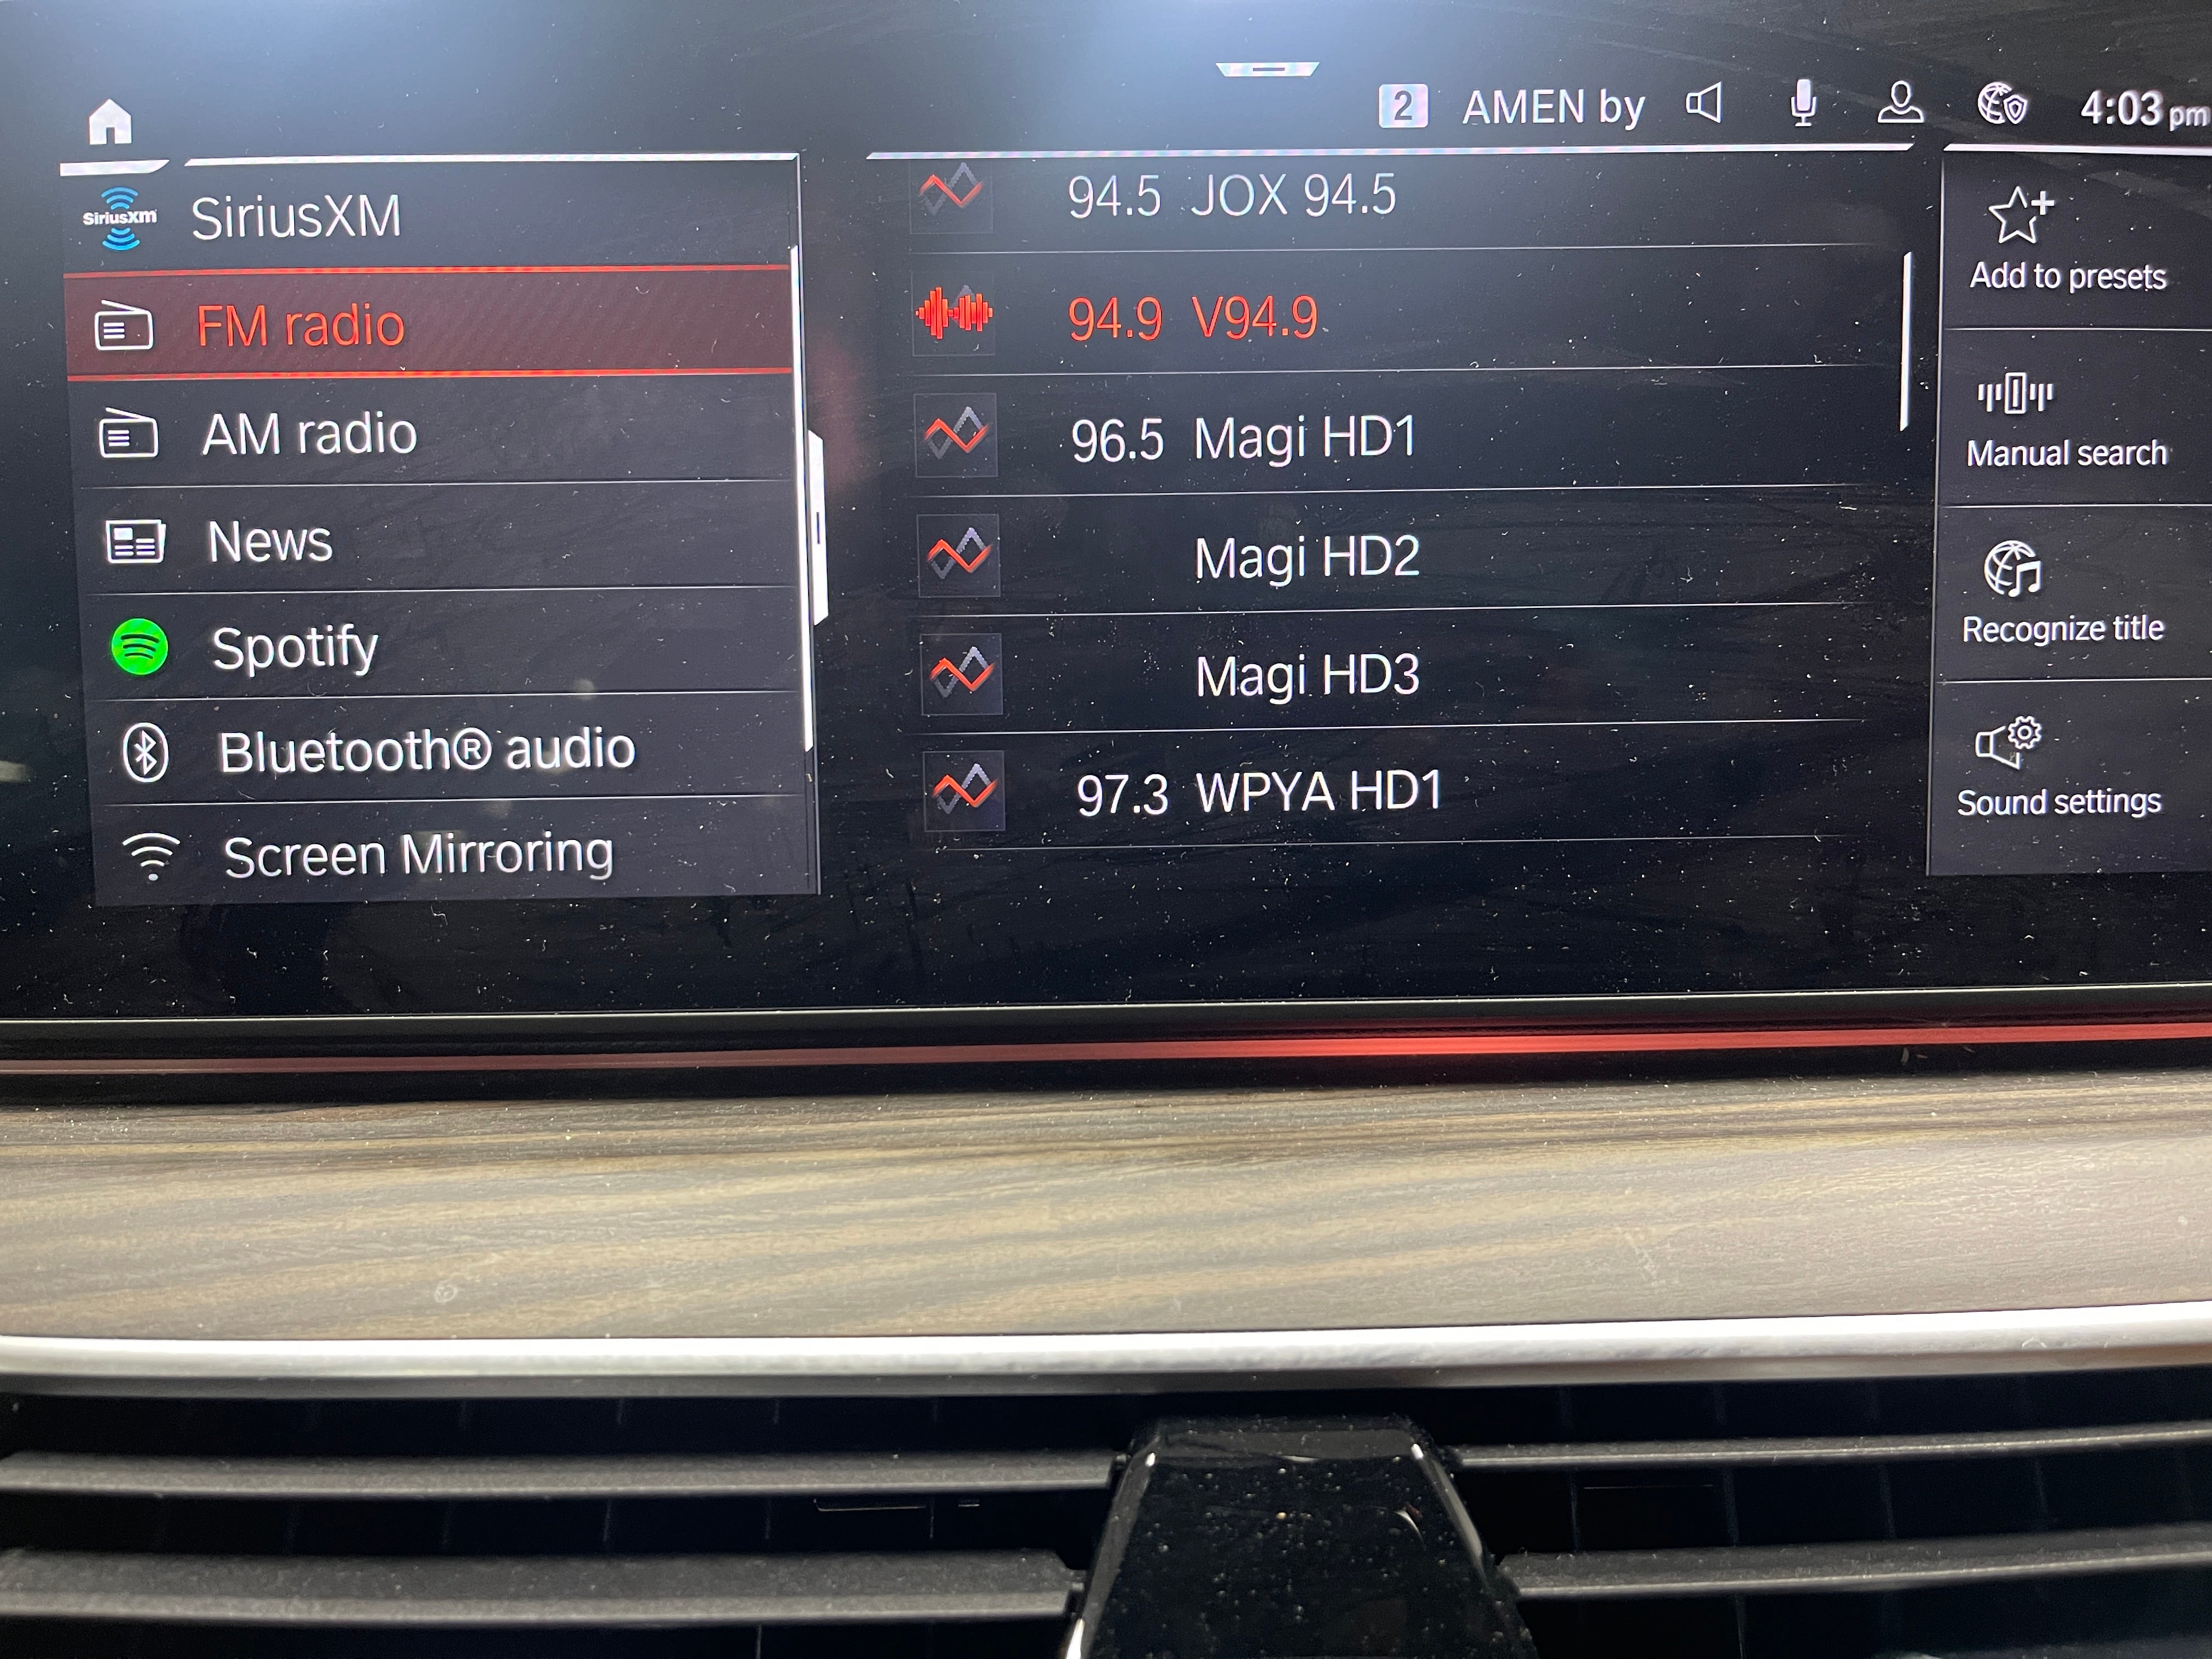 2 AMEN by 4:03 pm
SiriusXm SiriusXM
FM radio
AM radio
News
Spotify
Bluetooth® audio
Screen Mirroring
94.5 JOX 94.5
94.9 V94.9
96.5 Magi HD1
Magi HD2
Magi HD3
97.3 WPYA HD1
Add to presets
Manual search
Recognize title
Sound settings